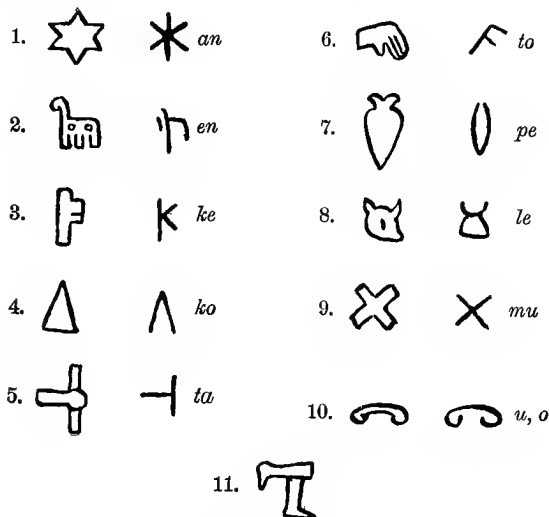 1. an
2. en
3. ke
4. ko
5. ta
6. to
7. pe
8. le
9. mu
10. u, o
11.